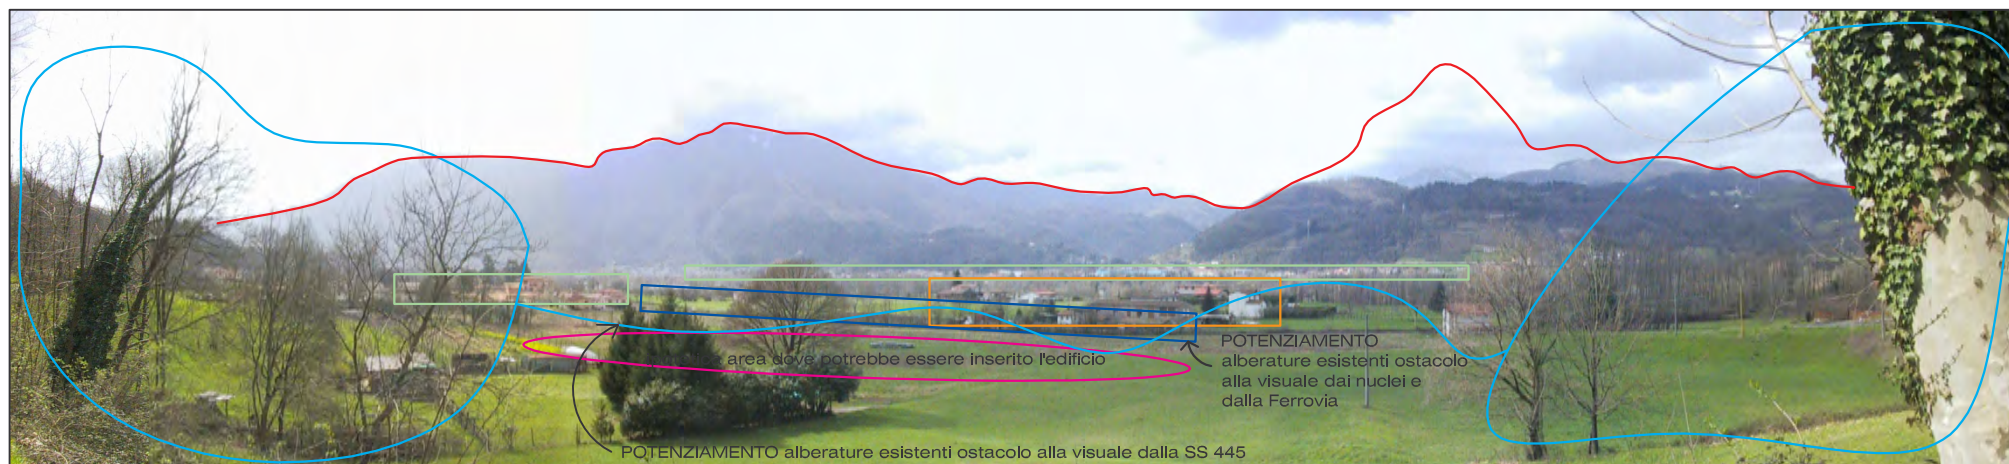 area dove potrebbe essere inserito l'edificio
POTENZIAMENTO
alberature esistenti ostacolo
alla visuale dai nuclei e
dalla Ferrovia
POTENZIAMENTO alberature esistenti ostacolo alla visuale dalla SS 445